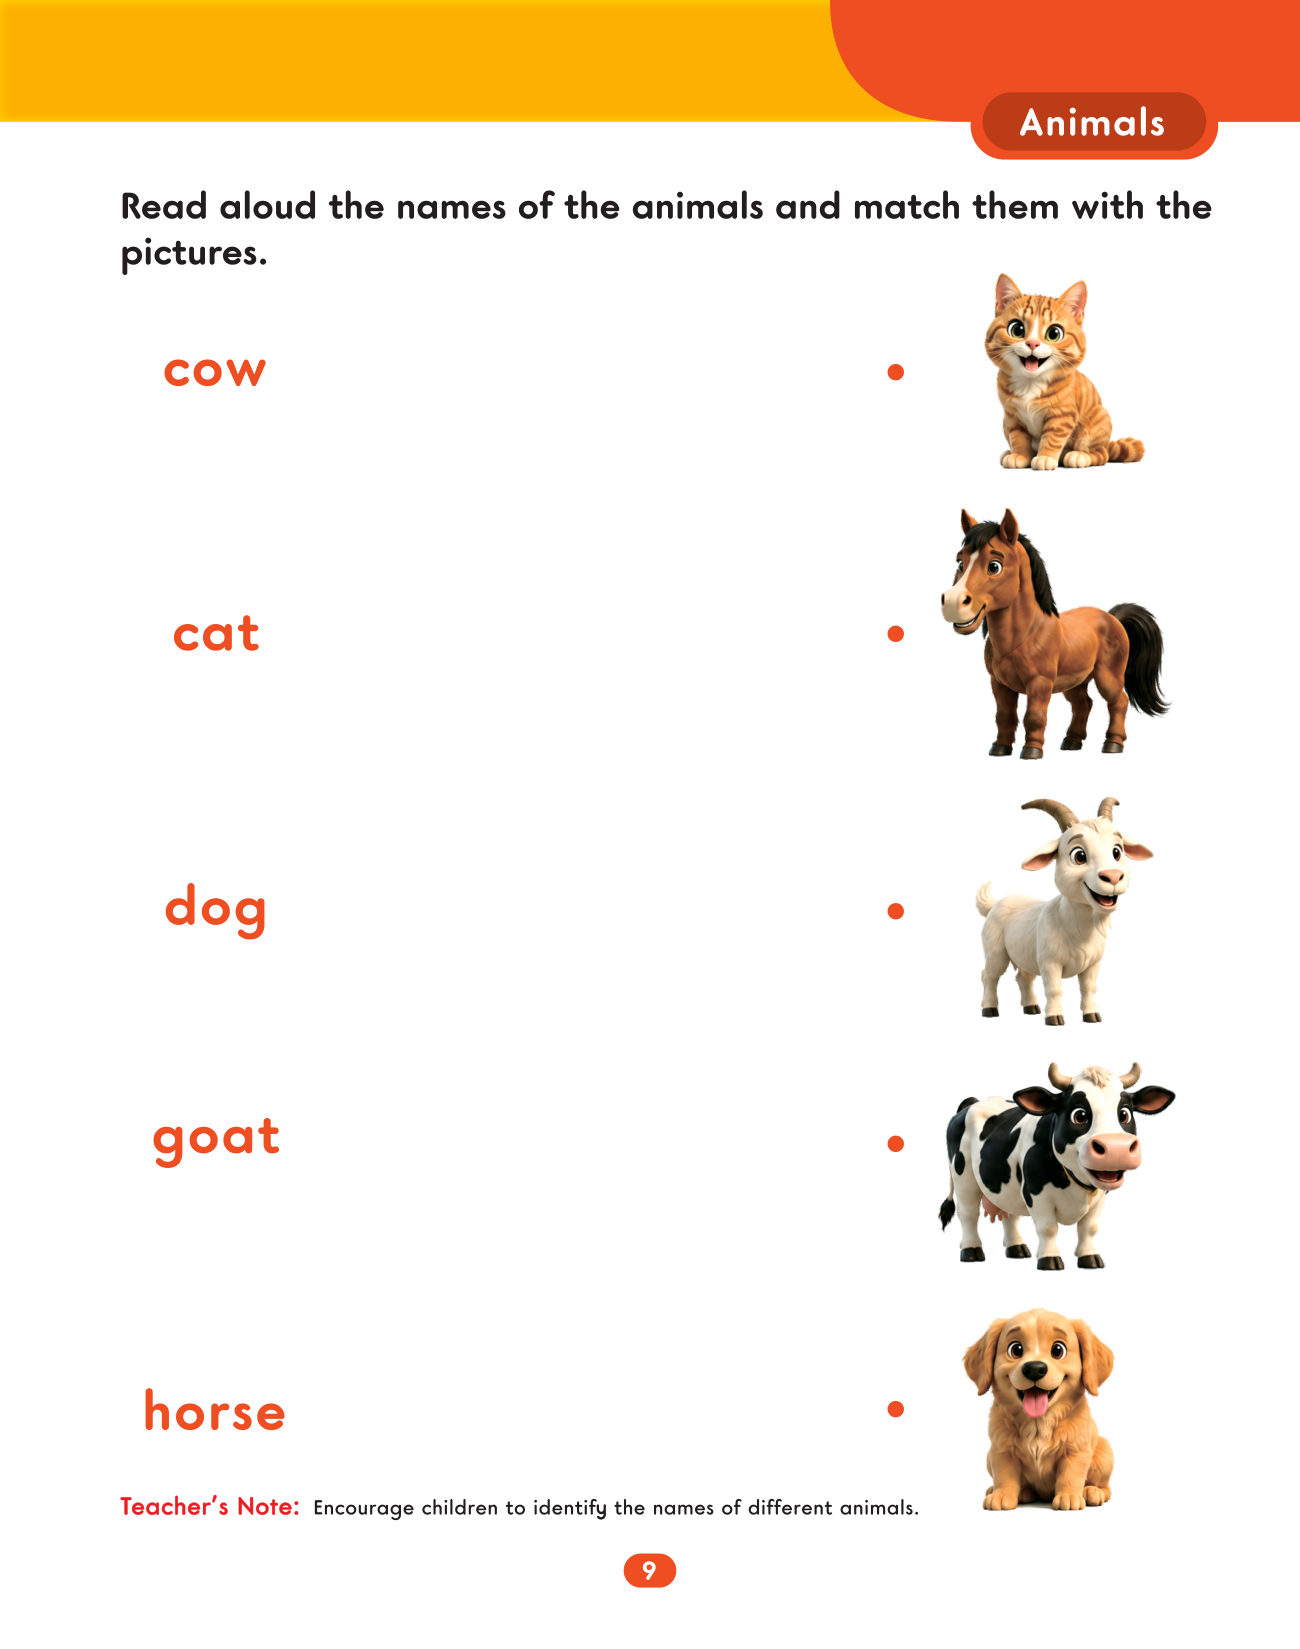 Animals
Read aloud the names of the animals and match them with the
pictures.
cow
cat
dog
goat
horse
Teacher's Note: Encourage children to identify the names of different animals.
9